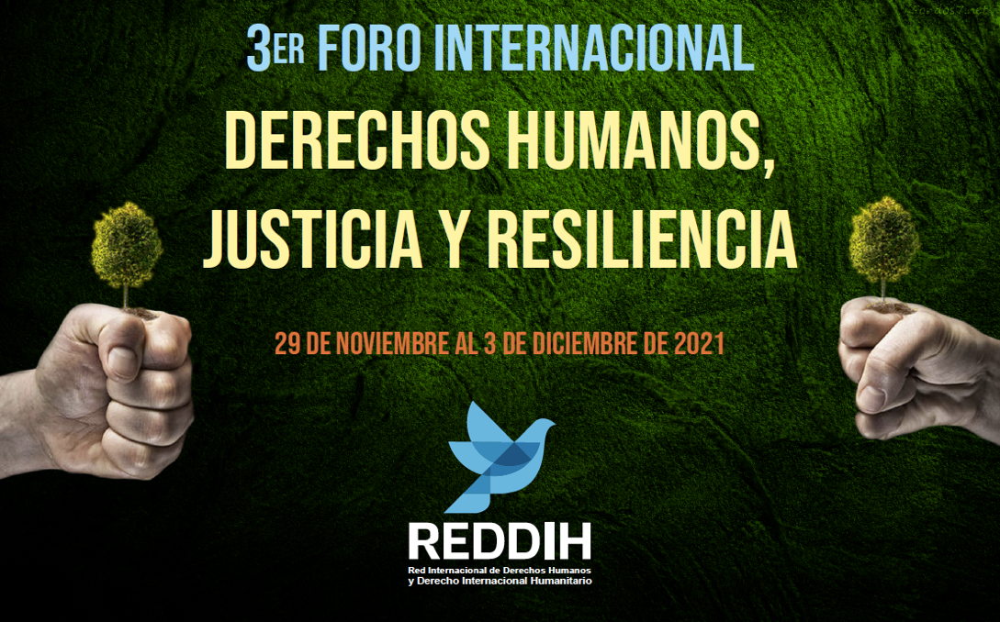 3ER FORO INTERNACIONAL
DERECHOS HUMANOS,
JUSTICIA Y RESILIENCIA
29 DE NOVIEMBRE AL 3 DE DICIEMBRE DE 2021
REDDIH
Red Internacional de Derechos Humanos
y Derecho Internacional Humanitario